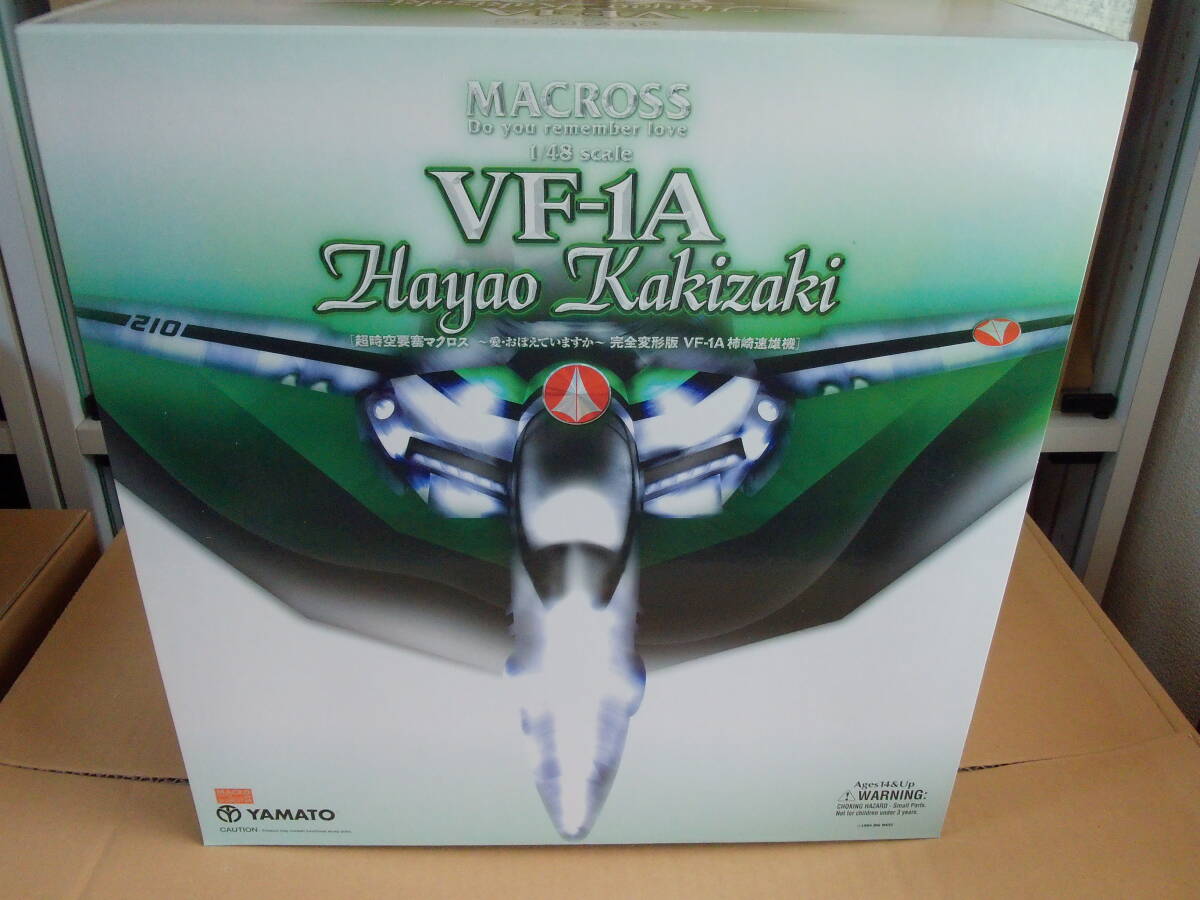 MACROSS
Do you remember love
1/48 scale
VF-1A
Hayao Kakizaki
210
[超時空要塞マクロス ～愛・おぼえていますか～ 完全変形版 VF-1A 柿崎速雄機]
YAMATO
CAUTION
Ages14&Up
WARNING:
CHOKING HAZARD - Small Parts.
Not for children under 3 years.